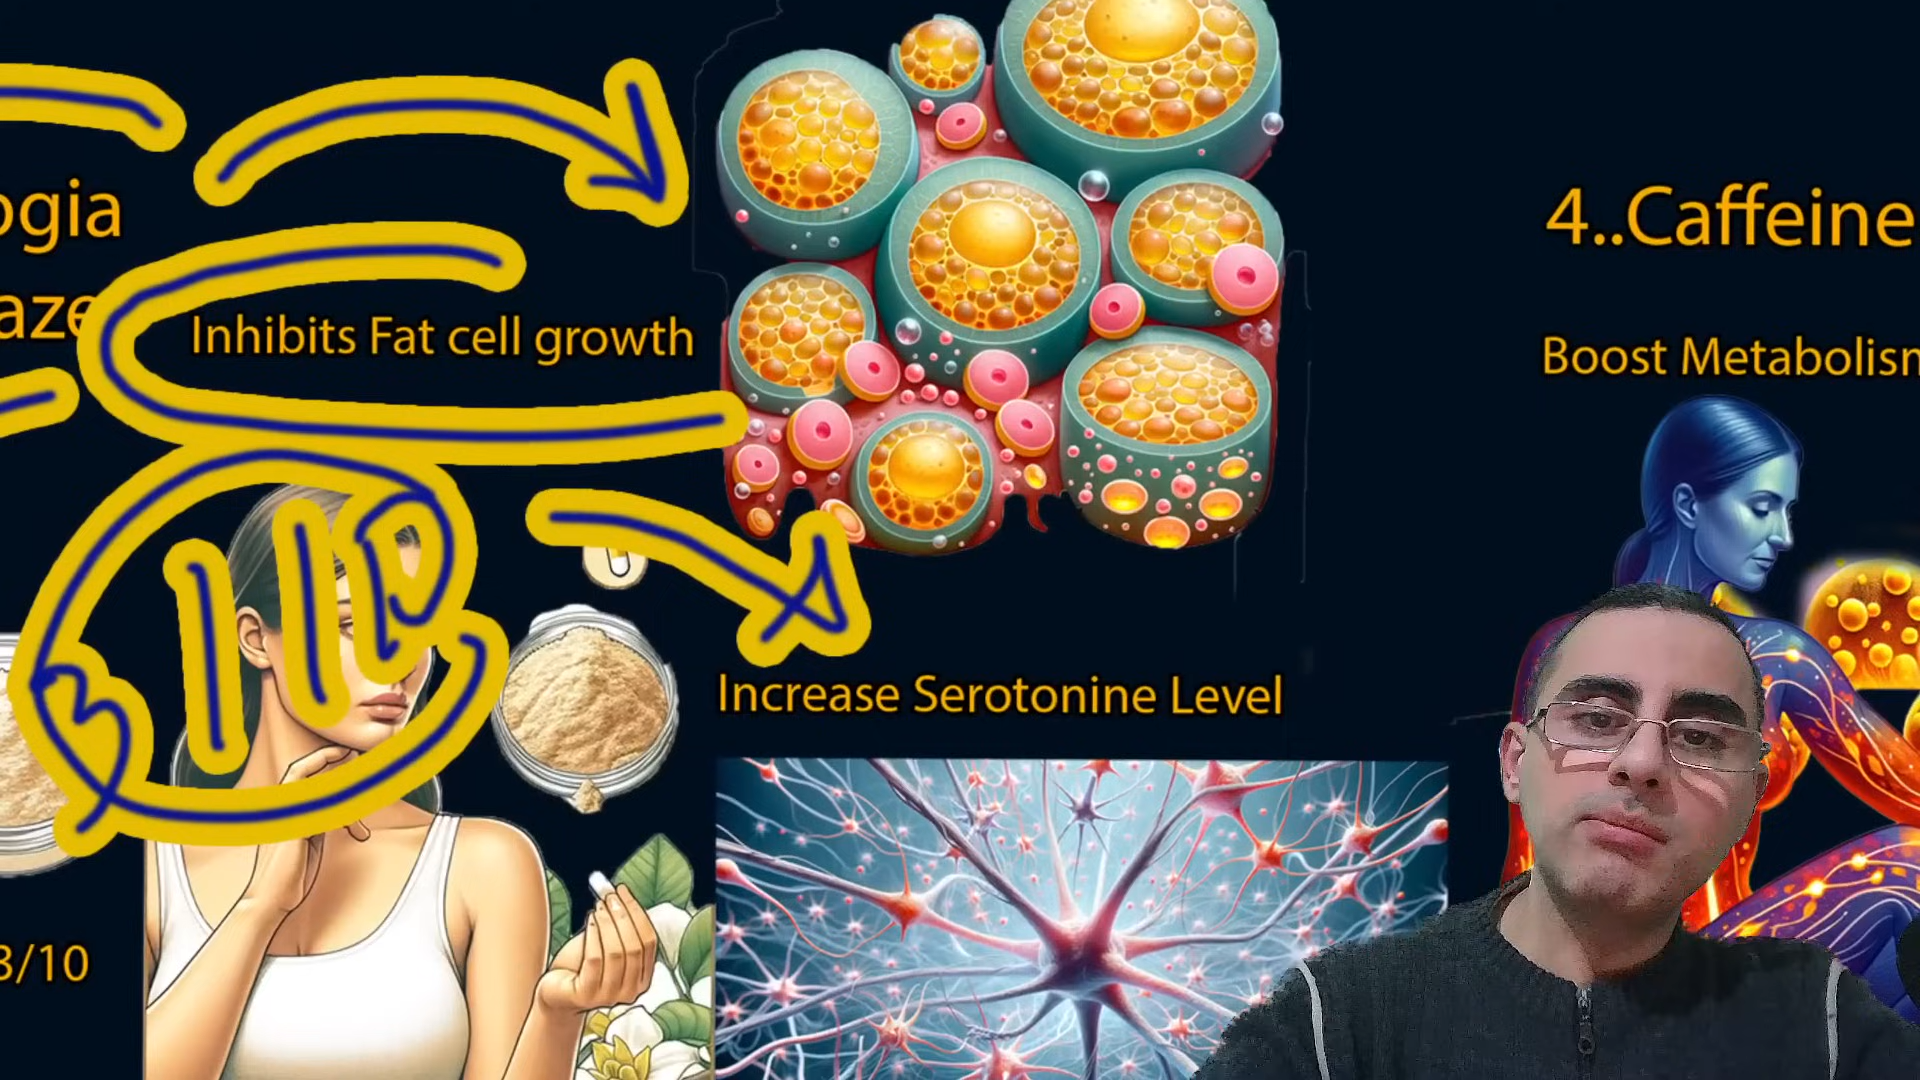 ogia
aze
Inhibits Fat cell growth
3/10
Increase Serotonine Level
4..Caffeine
Boost Metabolism